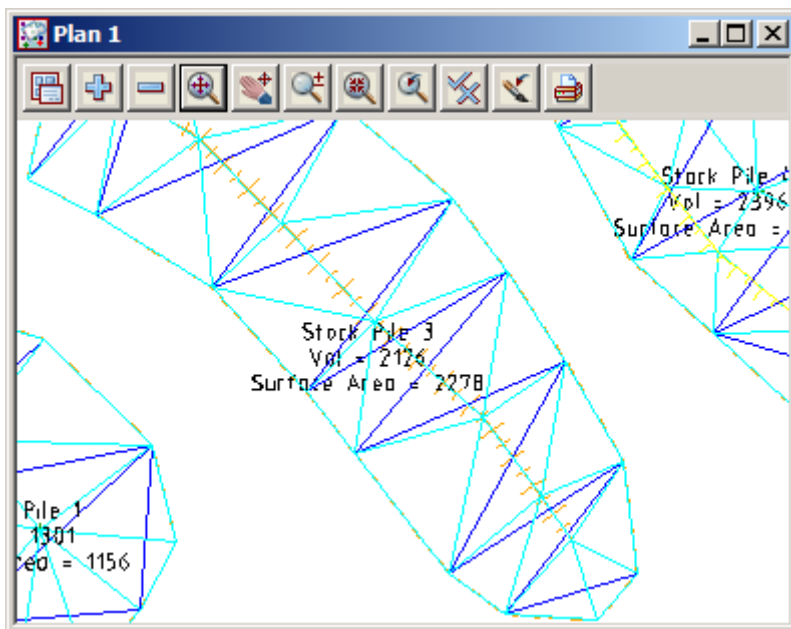 Plan 1
Stock Pile
Vol = 2396
Surface Area =
Stock Pile 3
Vol = 2126
Surface Area = 2278
Pile 1
1301
rea = 1156